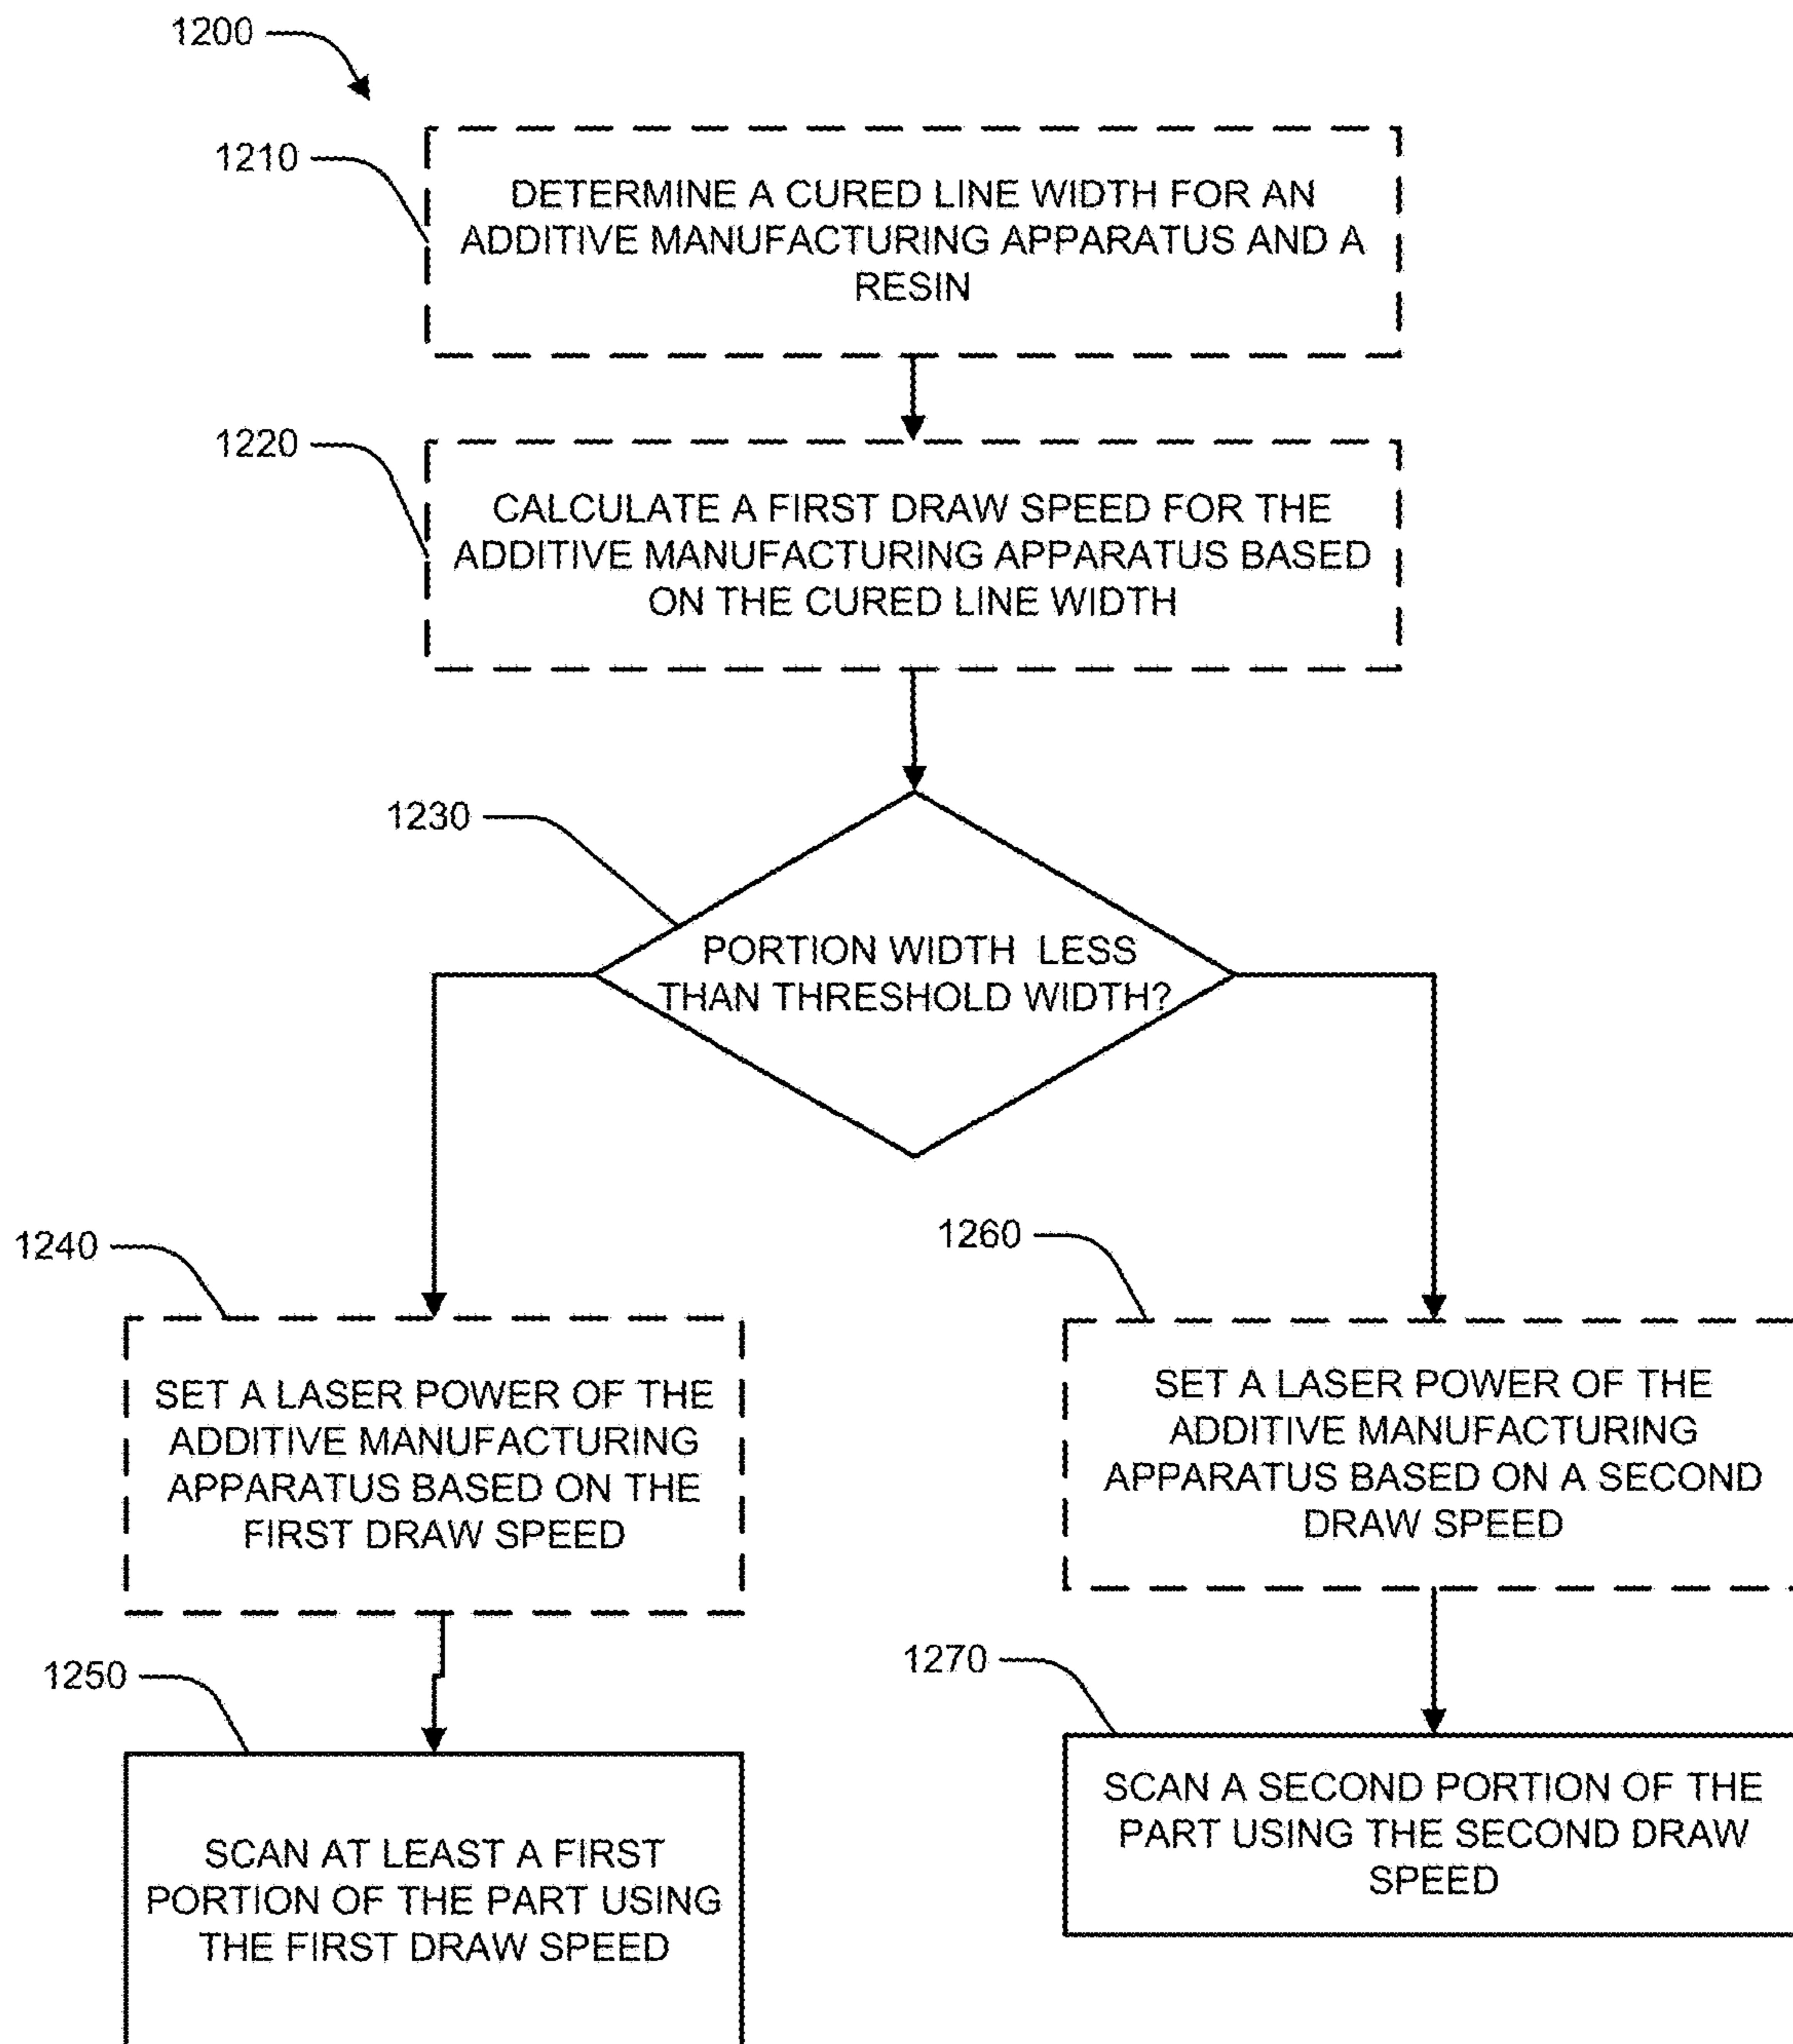 1200
1210
DETERMINE A CURED LINE WIDTH FOR AN
ADDITIVE MANUFACTURING APPARATUS AND A
RESIN
1220
CALCULATE A FIRST DRAW SPEED FOR THE
ADDITIVE MANUFACTURING APPARATUS BASED
ON THE CURED LINE WIDTH
1230
PORTION WIDTH LESS
THAN THRESHOLD WIDTH?
1240
SET A LASER POWER OF THE
ADDITIVE MANUFACTURING
APPARATUS BASED ON THE
FIRST DRAW SPEED
1260
SET A LASER POWER OF THE
ADDITIVE MANUFACTURING
APPARATUS BASED ON A SECOND
DRAW SPEED
1250
SCAN AT LEAST A FIRST
PORTION OF THE PART USING
THE FIRST DRAW SPEED
1270
SCAN A SECOND PORTION OF THE
PART USING THE SECOND DRAW
SPEED